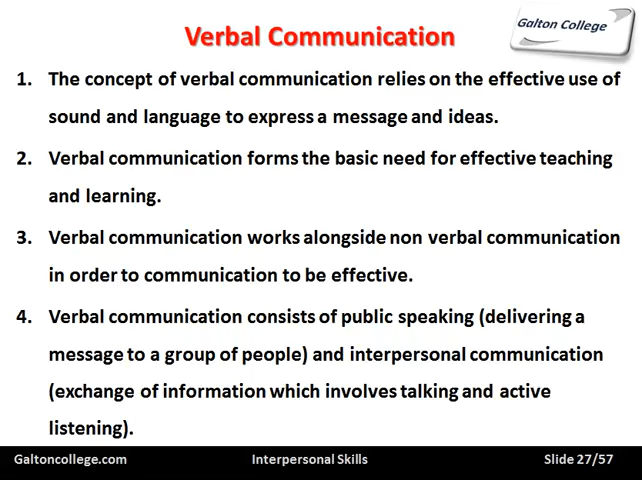 Verbal Communication
Galton College
1. The concept of verbal communication relies on the effective use of
sound and language to express a message and ideas.
2. Verbal communication forms the basic need for effective teaching
and learning.
3. Verbal communication works alongside non verbal communication
in order to communication to be effective.
4. Verbal communication consists of public speaking (delivering a
message to a group of people) and interpersonal communication
(exchange of information which involves talking and active
listening).
Galtoncollege.com Interpersonal Skills Slide 27/57